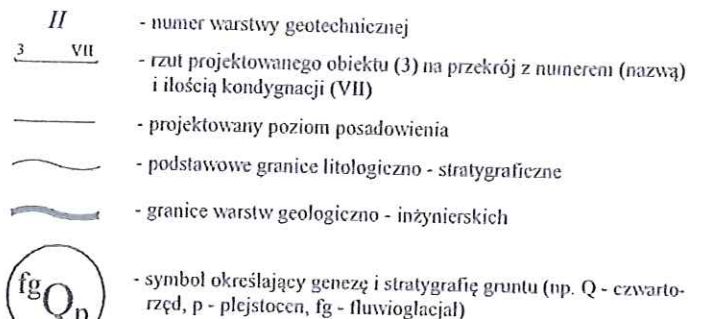 II - numer warstwy geotechnicznej
3 VII - rzut projektowanego obiektu (3) na przekrój z numerem (nazwą)
i ilością kondygnacji (VII)
- projektowany poziom posadowienia
- podstawowe granice litologiczno - stratygraficzne
- granice warstw geologiczno - inżynierskich
fgQp - symbol określający genezę i stratygrafię gruntu (np. Q - czwarto-
rzęd, p - plejstocen, fg - fluwioglacjał)